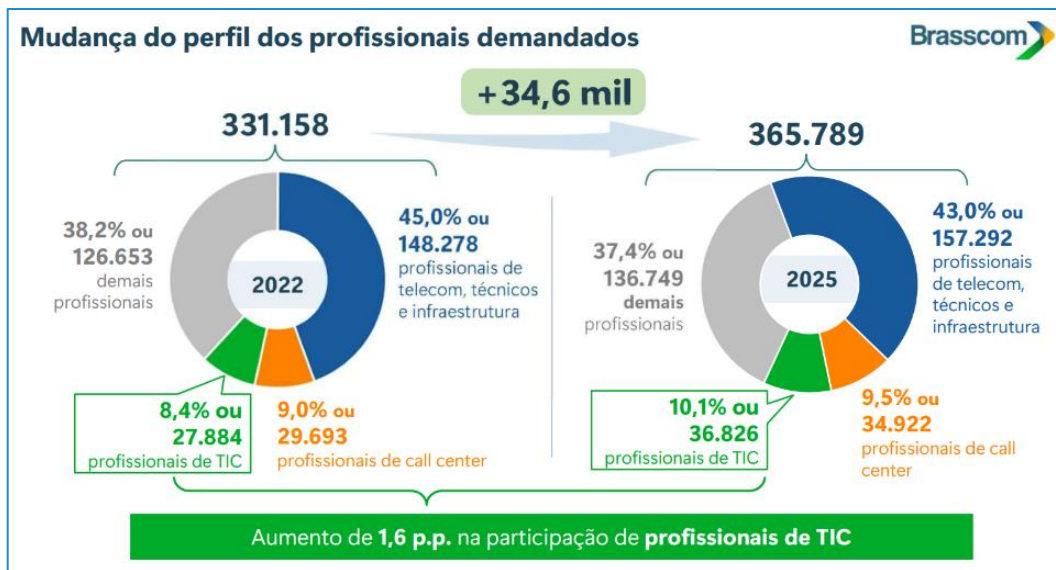 Mudança do perfil dos profissionais demandados
Brasscom
+34,6 mil
331.158
365.789
38,2% ou
126.653
demais
profissionais
2022
45,0% ou
148.278
profissionais de
telecom, técnicos
e infraestrutura
8,4% ou
27.884
profissionais de TIC
9,0% ou
29.693
profissionais de call center
37,4% ou
136.749
demais
profissionais
2025
43,0% ou
157.292
profissionais
de telecom,
técnicos e
infraestrutura
10,1% ou
36.826
profissionais de TIC
9,5% ou
34.922
profissionais de call
center
Aumento de 1,6 p.p. na participação de profissionais de TIC